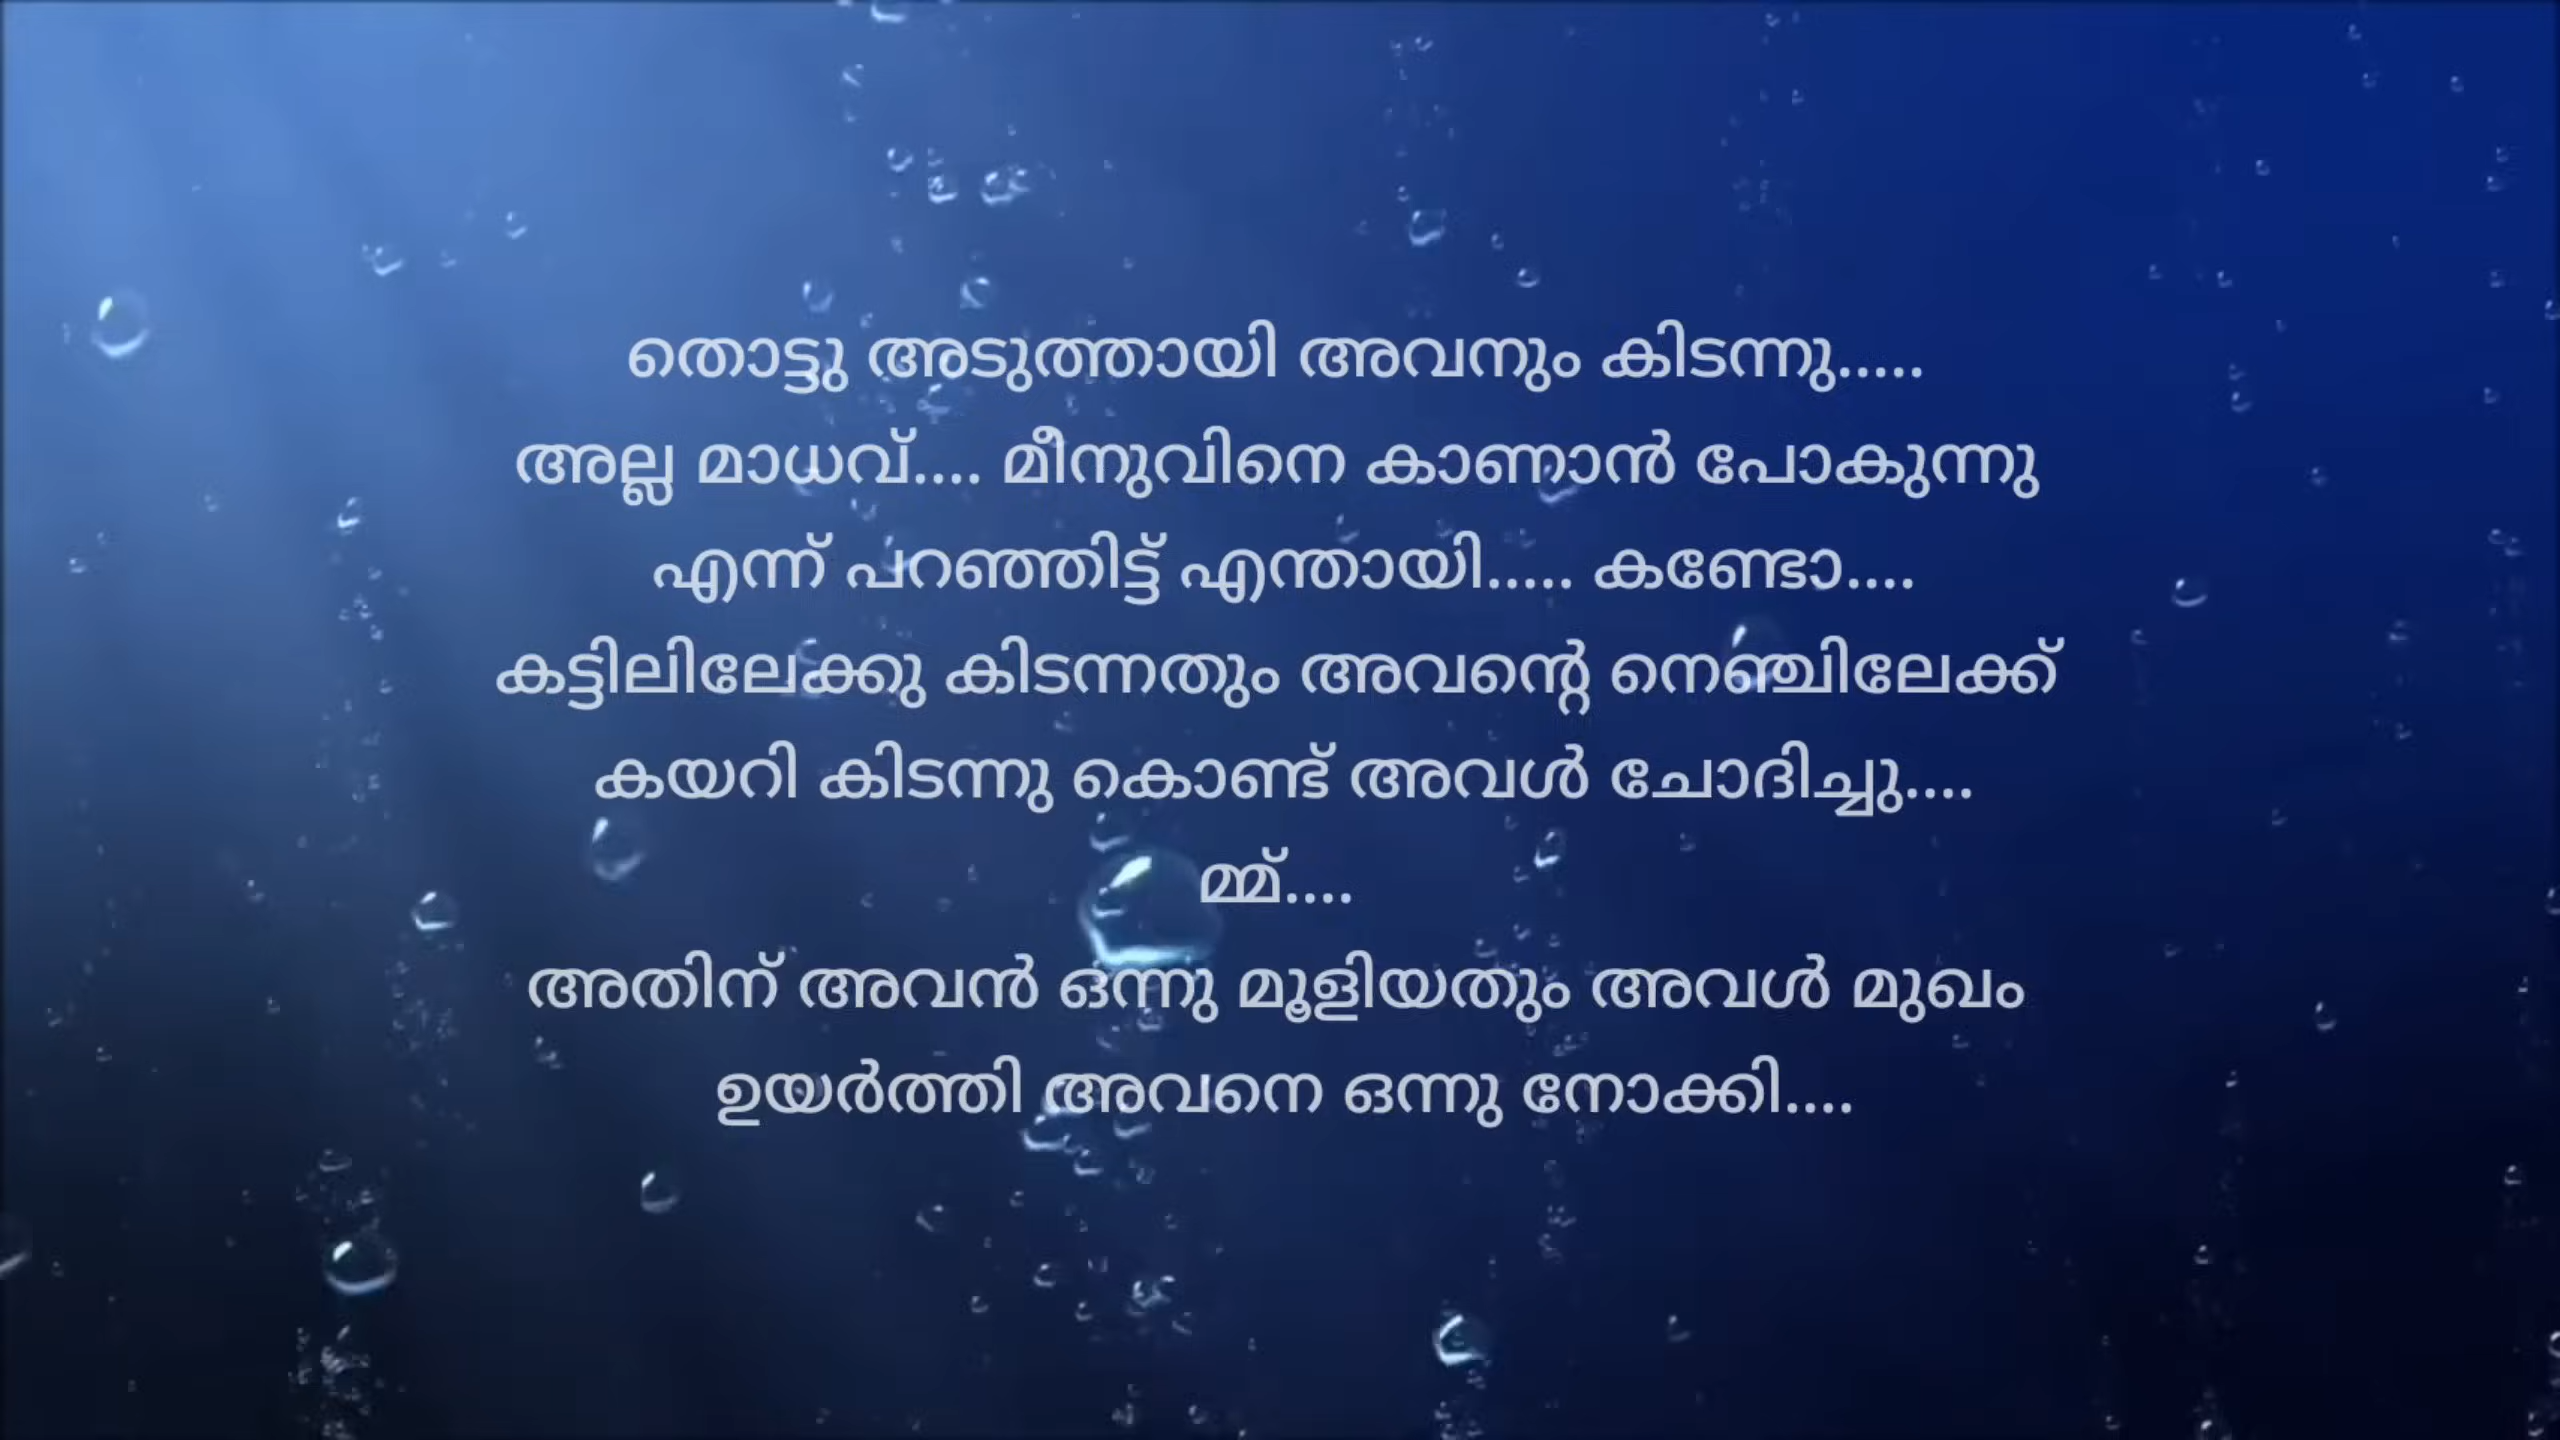 തൊട്ടു അടുത്തായി അവനും കിടന്നു.....
അല്ല മാധവ്.... മീനുവിനെ കാണാൻ പോകുന്നു
എന്ന് പറഞ്ഞിട്ട് എന്തായി..... കണ്ടോ....
കട്ടിലിലേക്കു കിടന്നതും അവന്റെ നെഞ്ചിലേക്ക്
കയറി കിടന്നു കൊണ്ട് അവൾ ചോദിച്ചു....
മ്മ്....
അതിന് അവൻ ഒന്നു മൂളിയതും അവൾ മുഖം
ഉയർത്തി അവനെ ഒന്നു നോക്കി....